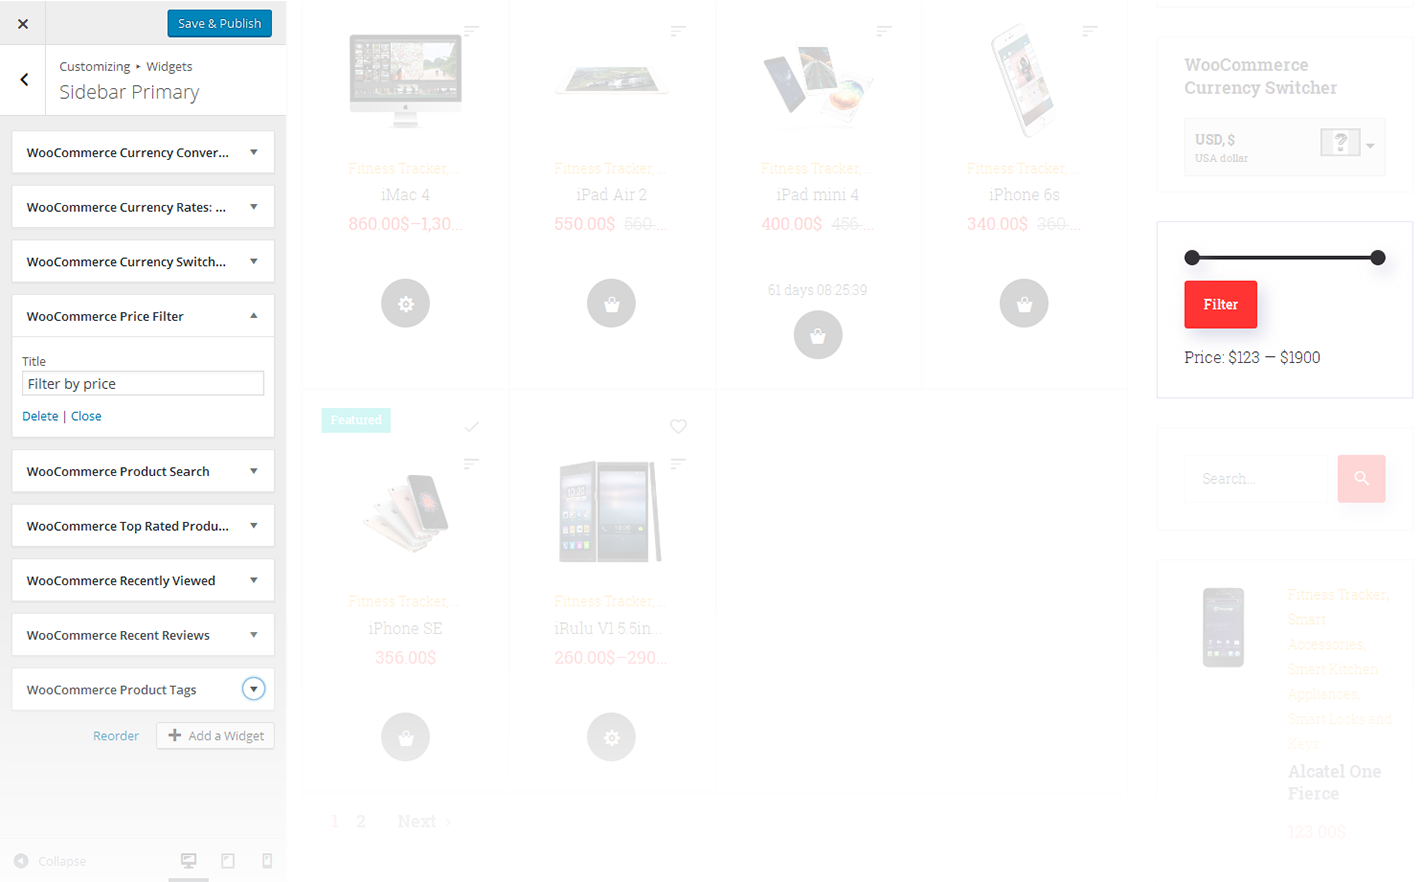 Save & Publish
Customizing ▸ Widgets
Sidebar Primary
WooCommerce Currency Conver...
WooCommerce Currency Rates: ...
WooCommerce Currency Switch...
WooCommerce Price Filter
Title
Filter by price
Delete | Close
WooCommerce Product Search
WooCommerce Top Rated Produ...
WooCommerce Recently Viewed
WooCommerce Recent Reviews
WooCommerce Product Tags
Reorder
Add a Widget
Collapse
Fitness Tracker, ...
iMac 4
860.00$–1,30...
Fitness Tracker, ...
iPad Air 2
550.00$ 560....
Fitness Tracker, ...
iPad mini 4
400.00$ 456....
61 days 08:25:39
Fitness Tracker, ...
iPhone 6s
340.00$ 360....
Featured
Fitness Tracker, ...
iPhone SE
356.00$
Fitness Tracker, ...
iRulu V1 5.5in...
260.00$–290...
1 2 Next ›
WooCommerce
Currency Switcher
USD, $
USA dollar
Filter
Price: $123 — $1900
Search...
Fitness Tracker,
Smart
Accessories,
Smart Kitchen
Appliances,
Smart Locks and
Keyz
Alcatel One
Fierce
123.00$